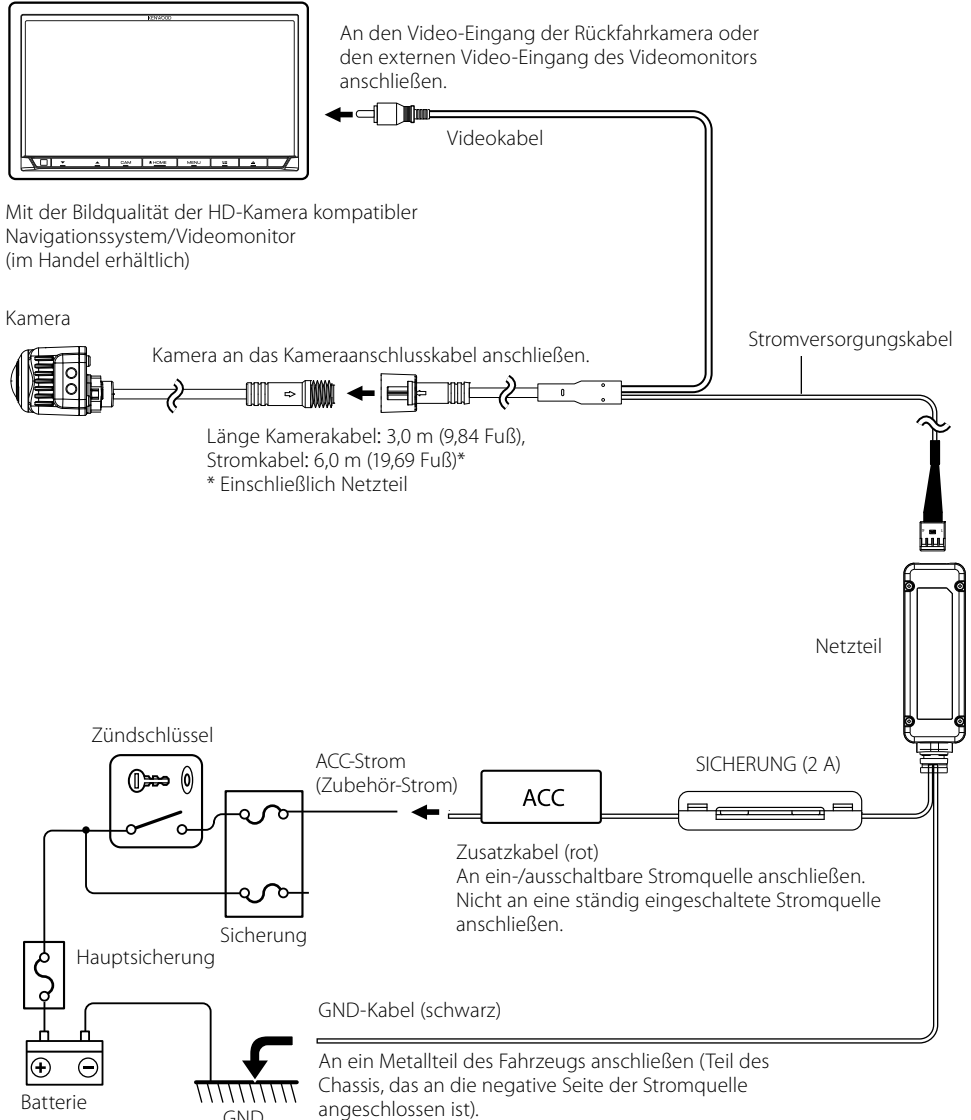 KENWOOD
An den Video-Eingang der Rückfahrkamera oder
den externen Video-Eingang des Videomonitors
anschließen.
Videokabel
CAM
HOME
MENU
Mit der Bildqualität der HD-Kamera kompatibler
Navigationssystem/Videomonitor
(im Handel erhältlich)
Kamera
Kamera an das Kameraanschlusskabel anschließen.
Stromversorgungskabel
Länge Kamerakabel: 3,0 m (9,84 Fuß),
Stromkabel: 6,0 m (19,69 Fuß)*
* Einschließlich Netzteil
Netzteil
Zündschlüssel
ACC-Strom
(Zubehör-Strom)
ACC
SICHERUNG (2 A)
Zusatzkabel (rot)
An ein-/ausschaltbare Stromquelle anschließen.
Nicht an eine ständig eingeschaltete Stromquelle
anschließen.
Sicherung
Hauptsicherung
GND-Kabel (schwarz)
An ein Metallteil des Fahrzeugs anschließen (Teil des
Chassis, das an die negative Seite der Stromquelle
angeschlossen ist).
Batterie
GND